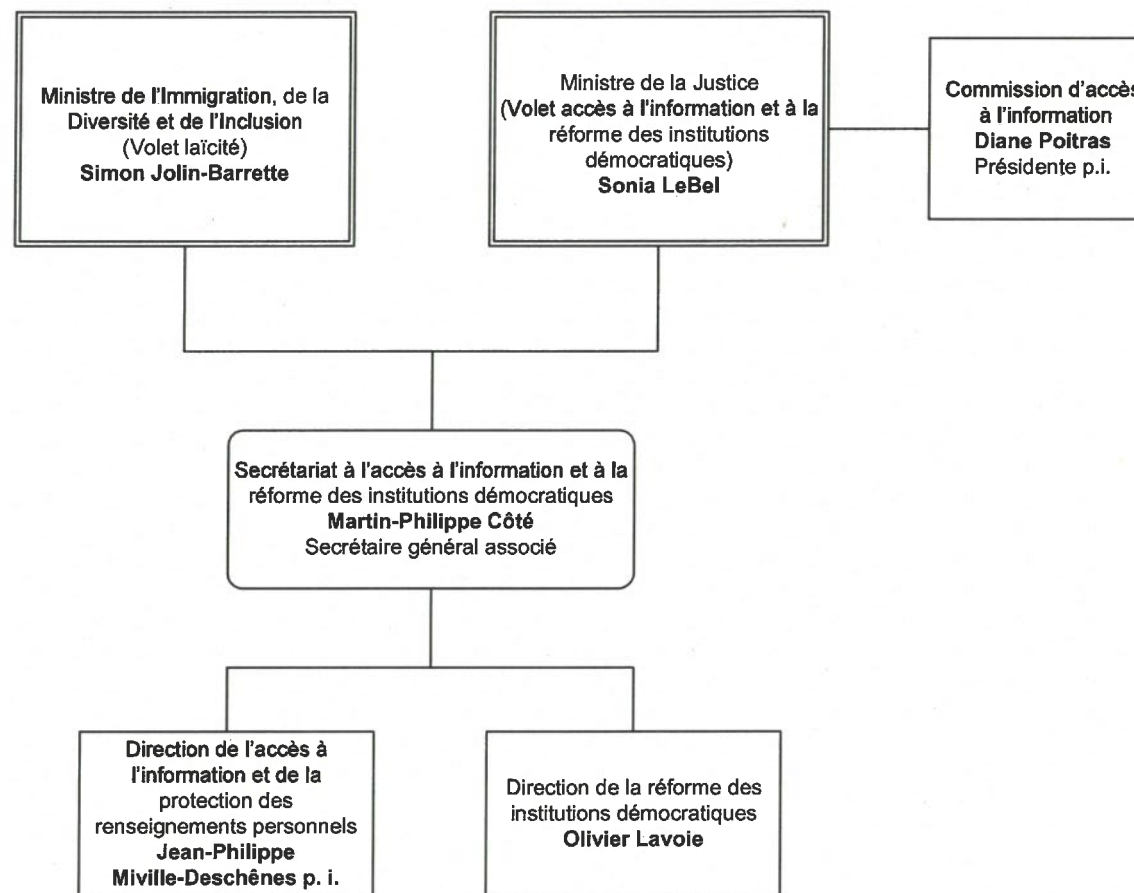 Ministre de l'Immigration, de la
Diversité et de l'Inclusion
(Volet laïcité)
Simon Jolin-Barrette
Ministre de la Justice
(Volet accès à l'information et à la
réforme des institutions
démocratiques)
Sonia LeBel
Commission d'accès
à l'information
Diane Poitras
Présidente p.i.
Secrétariat à l'accès à l'information et à la
réforme des institutions démocratiques
Martin-Philippe Côté
Secrétaire général associé
Direction de l'accès à
l'information et de la
protection des
renseignements personnels
Jean-Philippe
Miville-Deschênes p. i.
Direction de la réforme des
institutions démocratiques
Olivier Lavoie